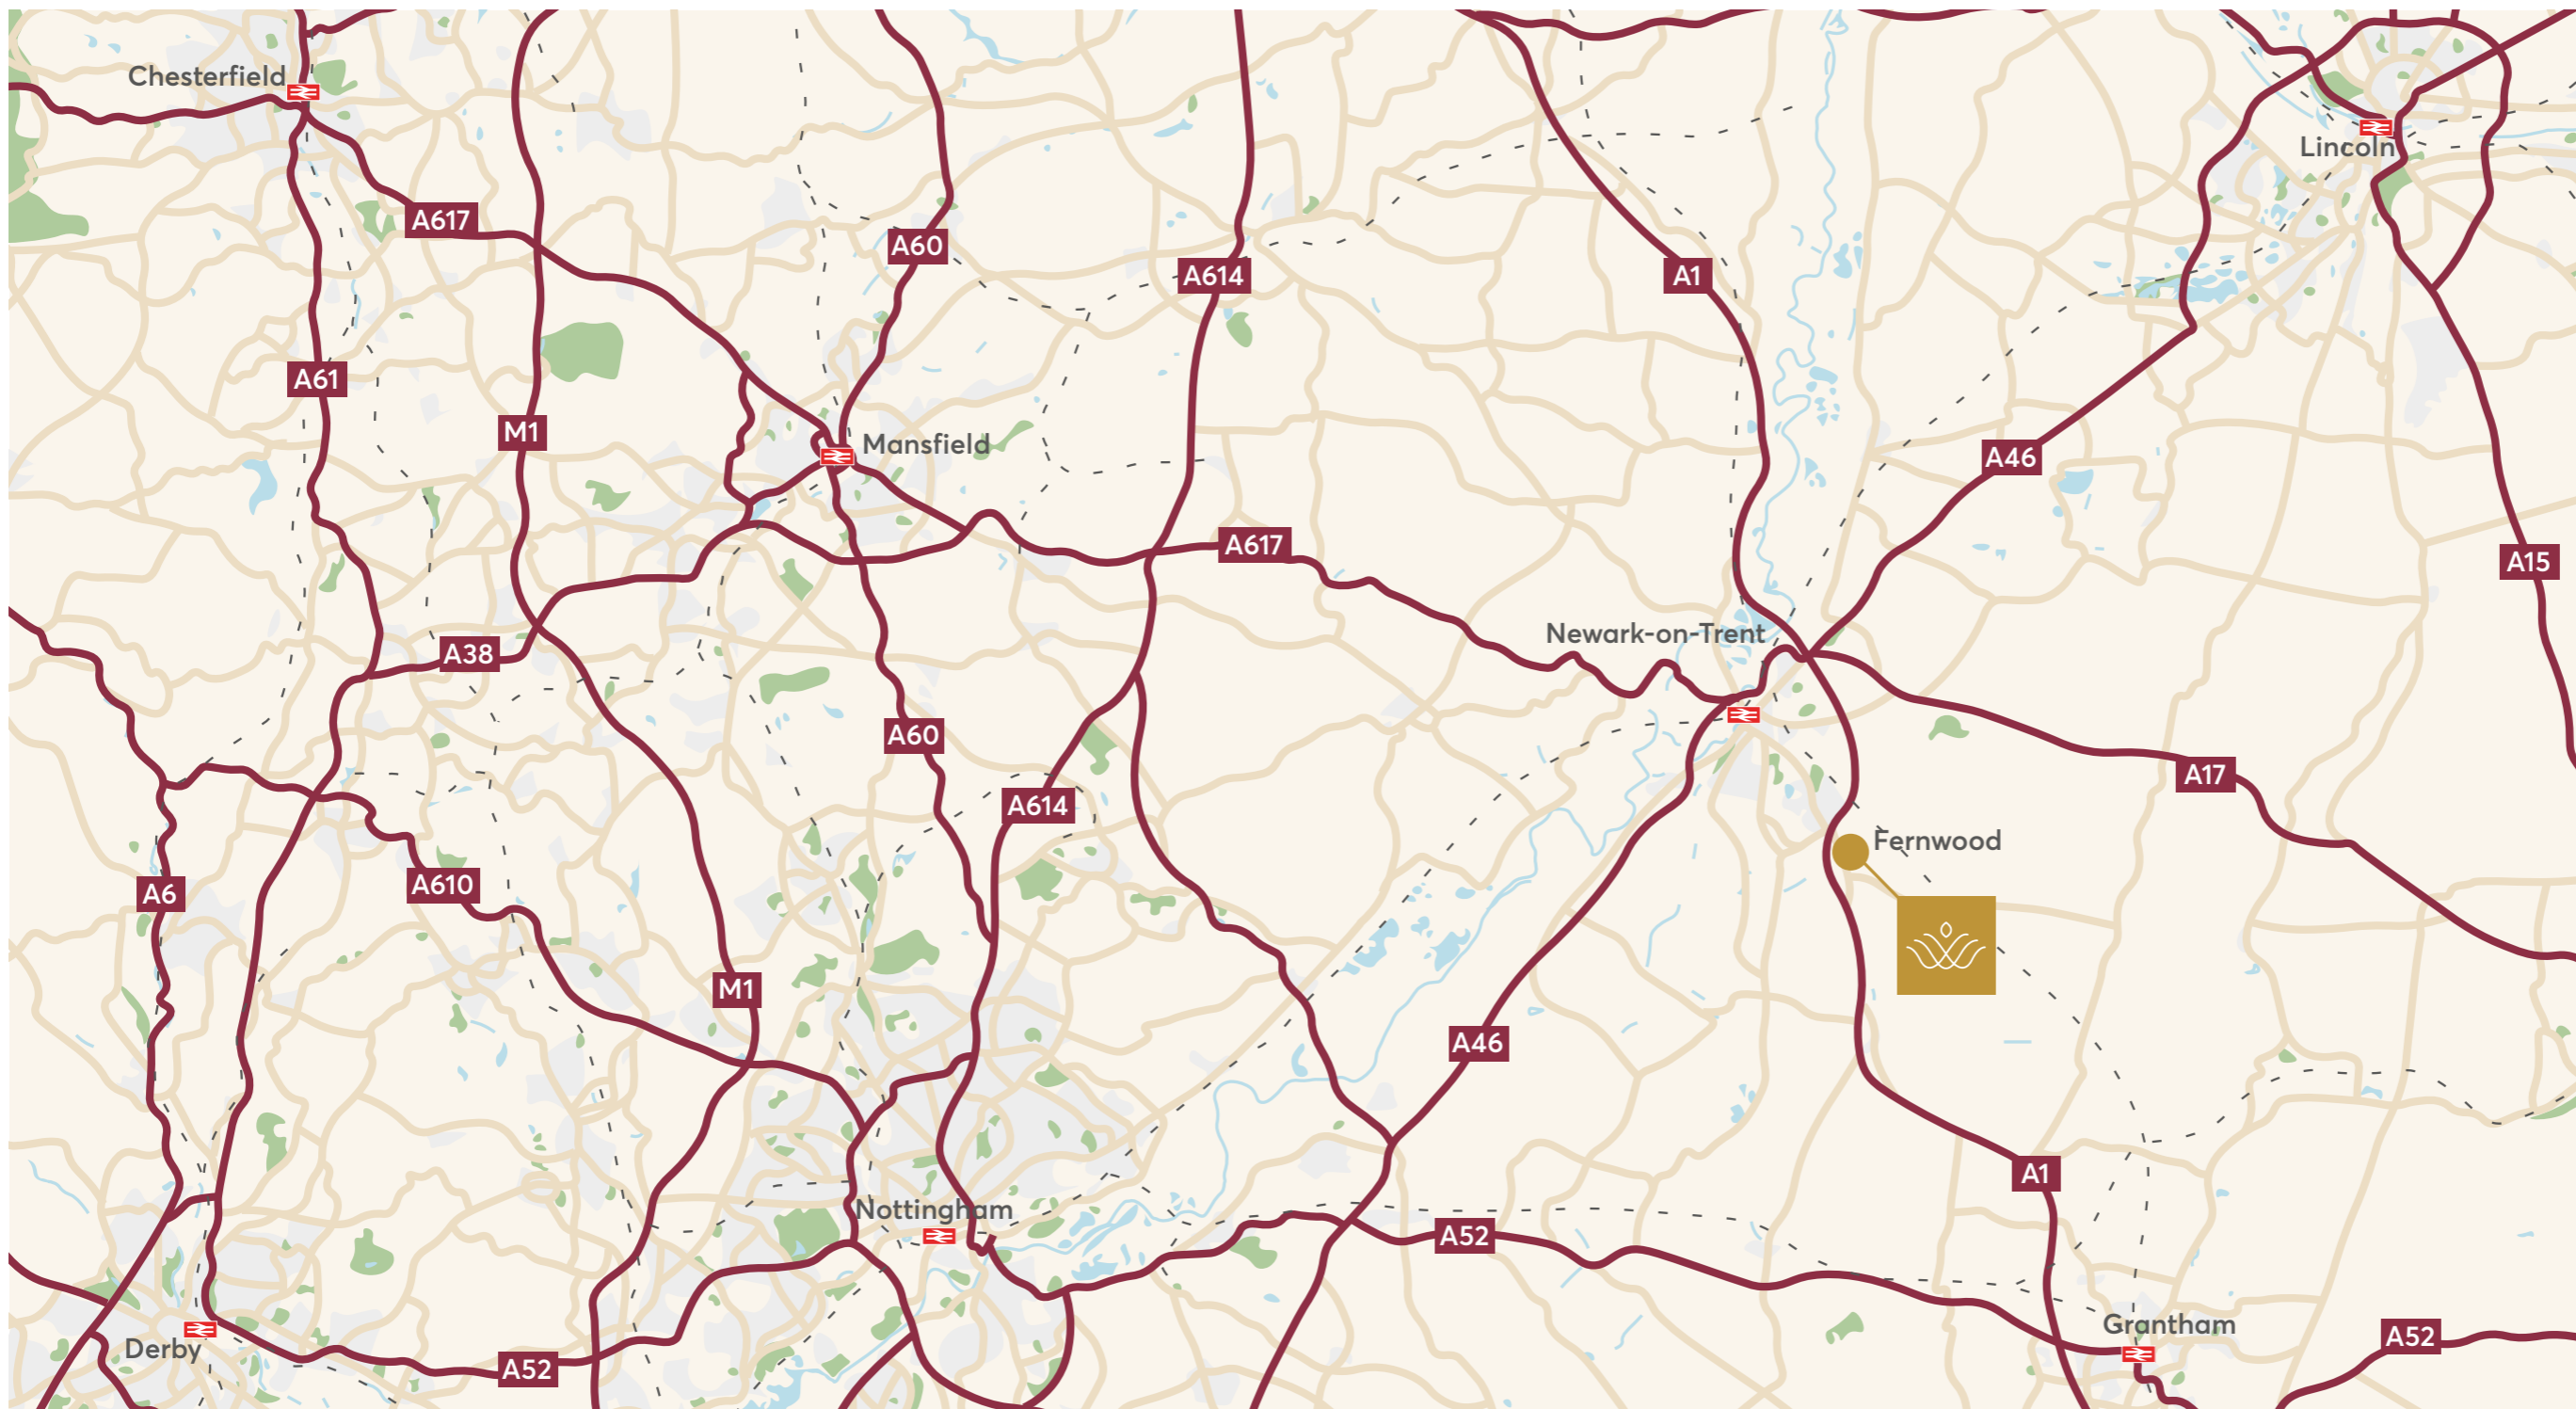 Chesterfield
Lincoln
A617
A60
A614
A1
A61
M1
Mansfield
A46
A617
A15
Newark-on-Trent
A38
A60
A17
A614
Fernwood
A610
A6
M1
A46
A1
Nottingham
A52
Grantham
A52
Derby
A52